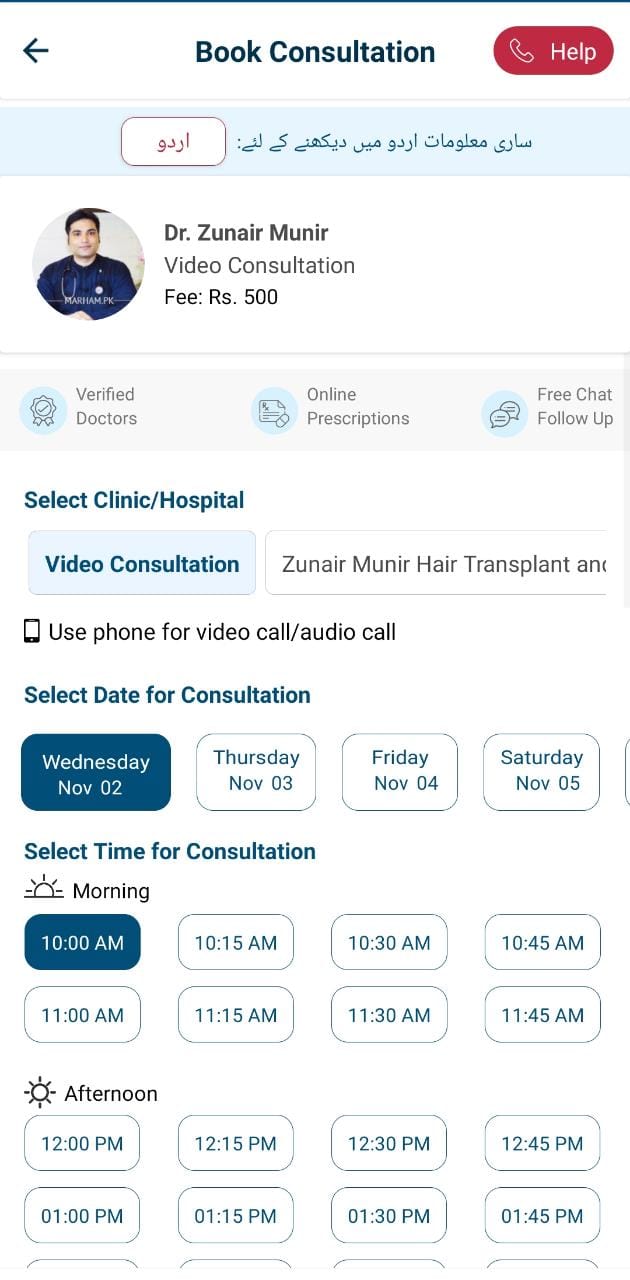 Book Consultation
Help
ساری معلومات اردو میں دیکھنے کے لئے:
اردو
MARHAM.PK
Dr. Zunair Munir
Video Consultation
Fee: Rs. 500
Verified
Doctors
Online
Prescriptions
Free Chat
Follow Up
Select Clinic/Hospital
Video Consultation
Zunair Munir Hair Transplant and
Use phone for video call/audio call
Select Date for Consultation
Wednesday
Nov 02
Thursday
Nov 03
Friday
Nov 04
Saturday
Nov 05
Select Time for Consultation
Morning
10:00 AM 10:15 AM 10:30 AM 10:45 AM
11:00 AM 11:15 AM 11:30 AM 11:45 AM
Afternoon
12:00 PM 12:15 PM 12:30 PM 12:45 PM
01:00 PM 01:15 PM 01:30 PM 01:45 PM